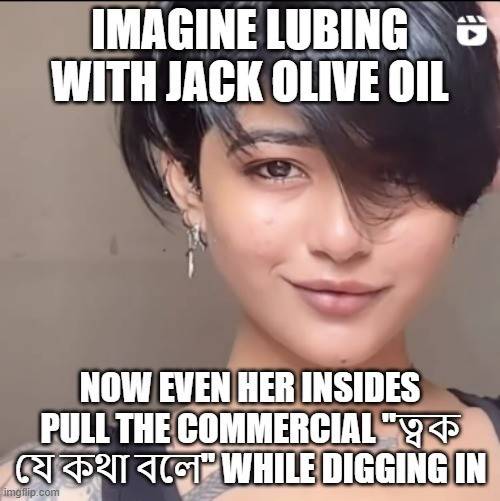 IMAGINE LUBING
WITH JACK OLIVE OIL
NOW EVEN HER INSIDES
PULL THE COMMERCIAL "ত্বক
যে কথা বলে" WHILE DIGGING IN
imgflip.com